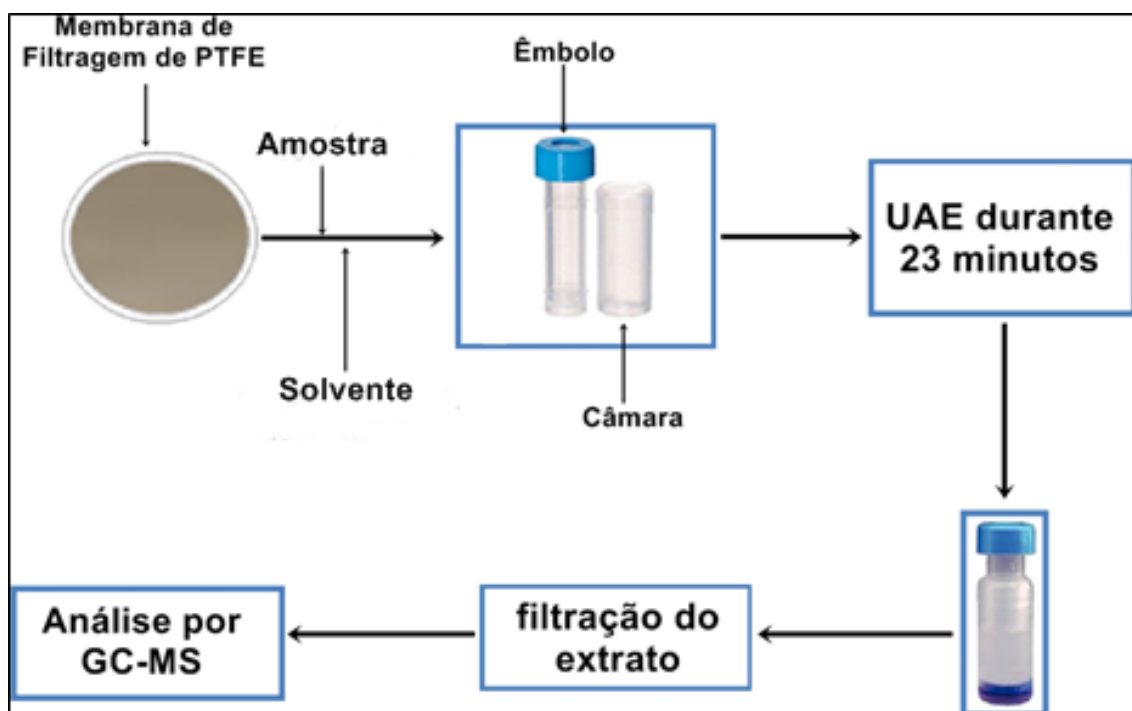 Membrana de
Filtragem de PTFE
Amostra
Solvente
Êmbolo
Câmara
UAE durante
23 minutos
filtração do
extrato
Análise por
GC-MS